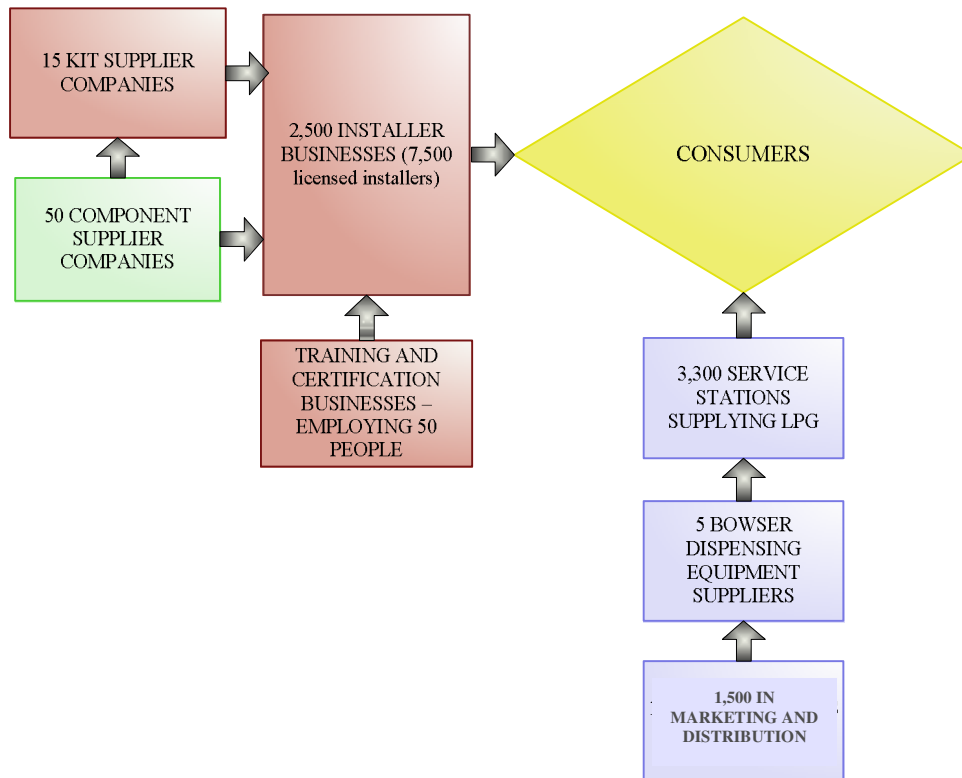 15 KIT SUPPLIER
COMPANIES
2,500 INSTALLER
BUSINESSES (7,500
licensed installers)
CONSUMERS
50 COMPONENT
SUPPLIER
COMPANIES
TRAINING AND
CERTIFICATION
BUSINESSES –
EMPLOYING 50
PEOPLE
3,300 SERVICE
STATIONS
SUPPLYING LPG
5 BOWSER
DISPENSING
EQUIPMENT
SUPPLIERS
1,500 IN
MARKETING AND
DISTRIBUTION